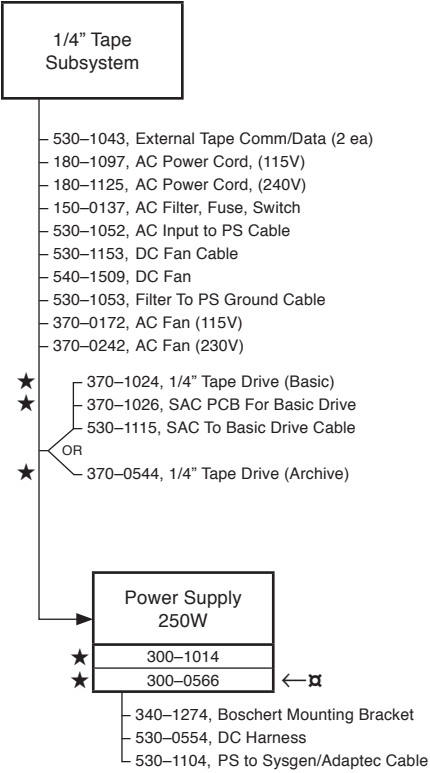 1/4” Tape
Subsystem
530–1043, External Tape Comm/Data (2 ea)
180–1097, AC Power Cord, (115V)
180–1125, AC Power Cord, (240V)
150–0137, AC Filter, Fuse, Switch
530–1052, AC Input to PS Cable
530–1153, DC Fan Cable
540–1509, DC Fan
530–1053, Filter To PS Ground Cable
370–0172, AC Fan (115V)
370–0242, AC Fan (230V)
★ 370–1024, 1/4” Tape Drive (Basic)
★ 370–1026, SAC PCB For Basic Drive
530–1115, SAC To Basic Drive Cable
OR
★ 370–0544, 1/4” Tape Drive (Archive)
Power Supply
250W
★ 300–1014
★ 300–0566 ←¤
340–1274, Boschert Mounting Bracket
530–0554, DC Harness
530–1104, PS to Sysgen/Adaptec Cable